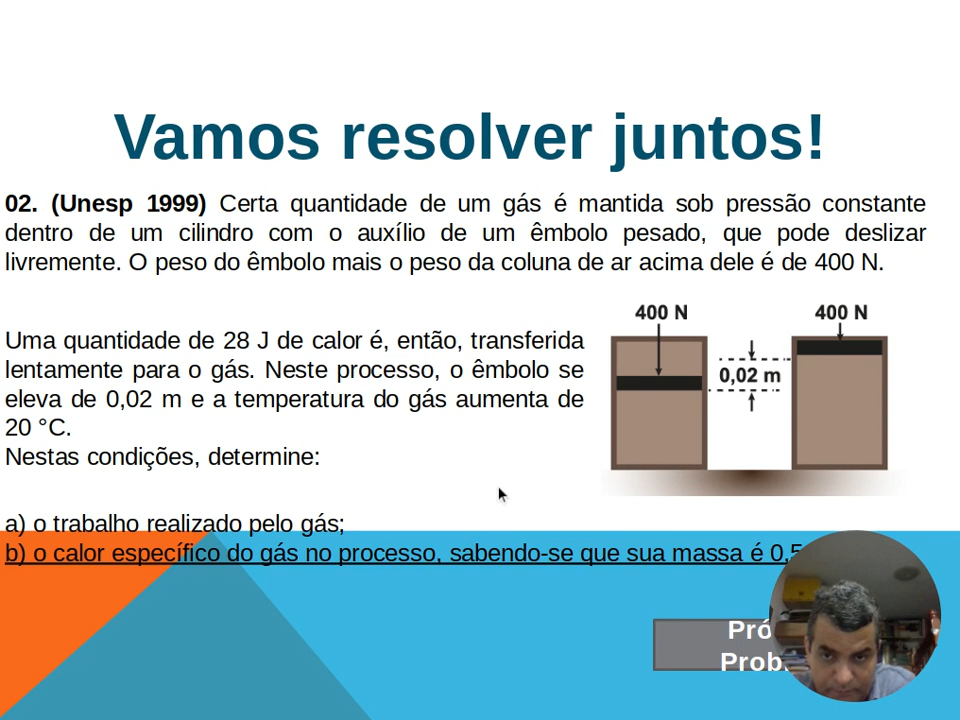 Vamos resolver juntos!
02. (Unesp 1999) Certa quantidade de um gás é mantida sob pressão constante
dentro de um cilindro com o auxílio de um êmbolo pesado, que pode deslizar
livremente. O peso do êmbolo mais o peso da coluna de ar acima dele é de 400 N.
Uma quantidade de 28 J de calor é, então, transferida
lentamente para o gás. Neste processo, o êmbolo se
eleva de 0,02 m e a temperatura do gás aumenta de
20 °C.
Nestas condições, determine:
400 N
400 N
0,02 m
a) o trabalho realizado pelo gás;
b) o calor específico do gás no processo, sabendo-se que sua massa é 0,5